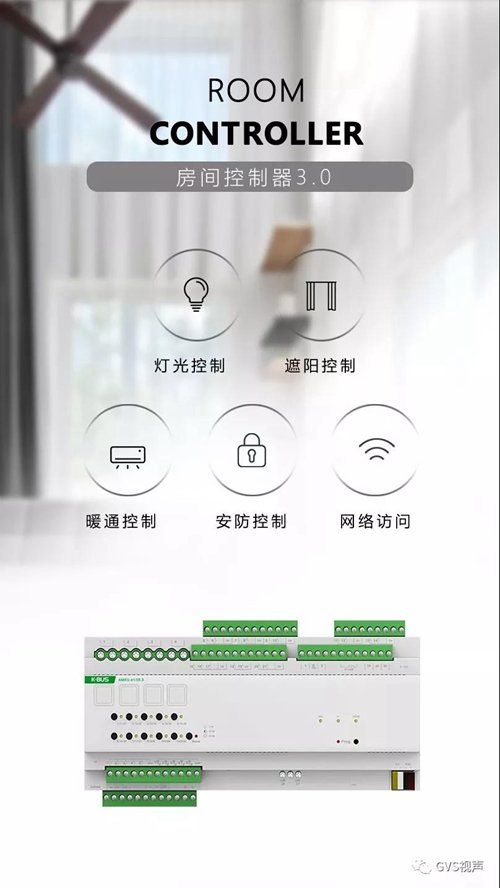 ROOM
CONTROLLER
房间控制器3.0
灯光控制
遮阳控制
暖通控制
安防控制
网络访问
K-BUS
Prog.
GVS视声